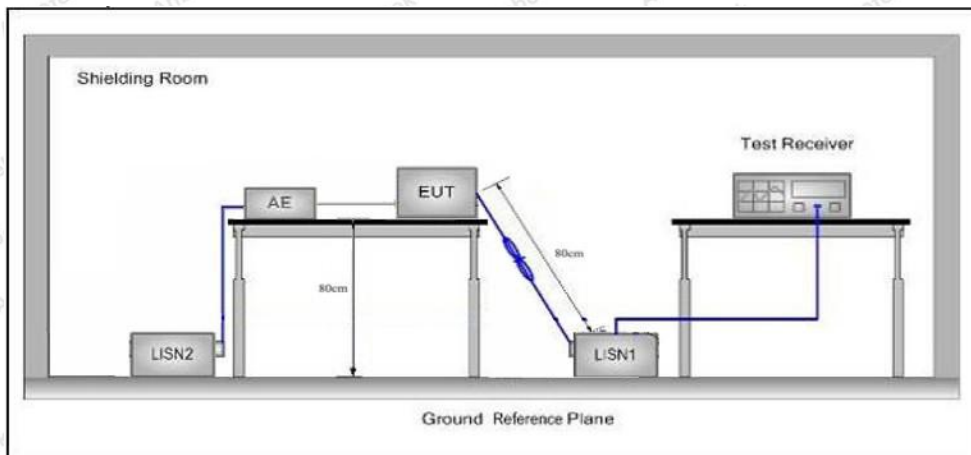 Shielding Room
Test Receiver
AE
EUT
80cm
80cm
LISN2
LISN1
Ground Reference Plane